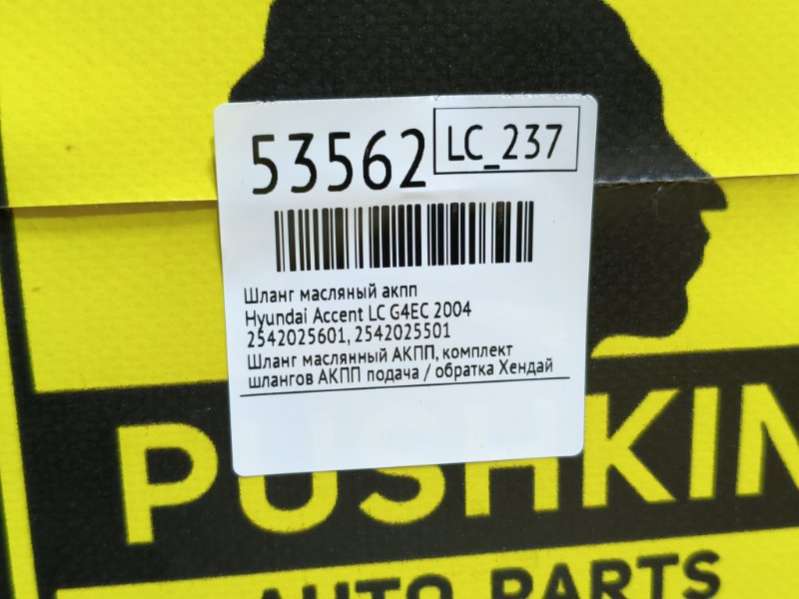 53562
LC_237
Шланг масляный акпп
Hyundai Accent LC G4EC 2004
2542025601, 2542025501
Шланг маслянный АКПП, комплект
шлангов АКПП подача / обратка Хендай
PUSHKIN
AUTO PARTS